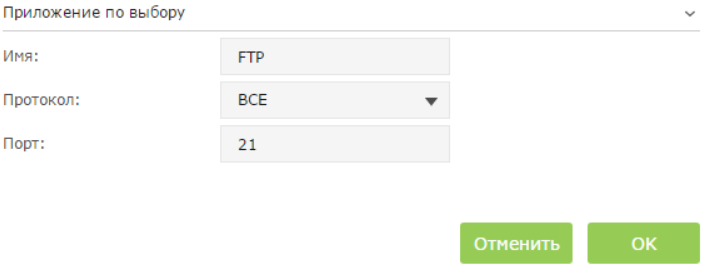 Приложение по выбору
Имя: FTP
Протокол: ВСЕ
Порт: 21
Отменить OK